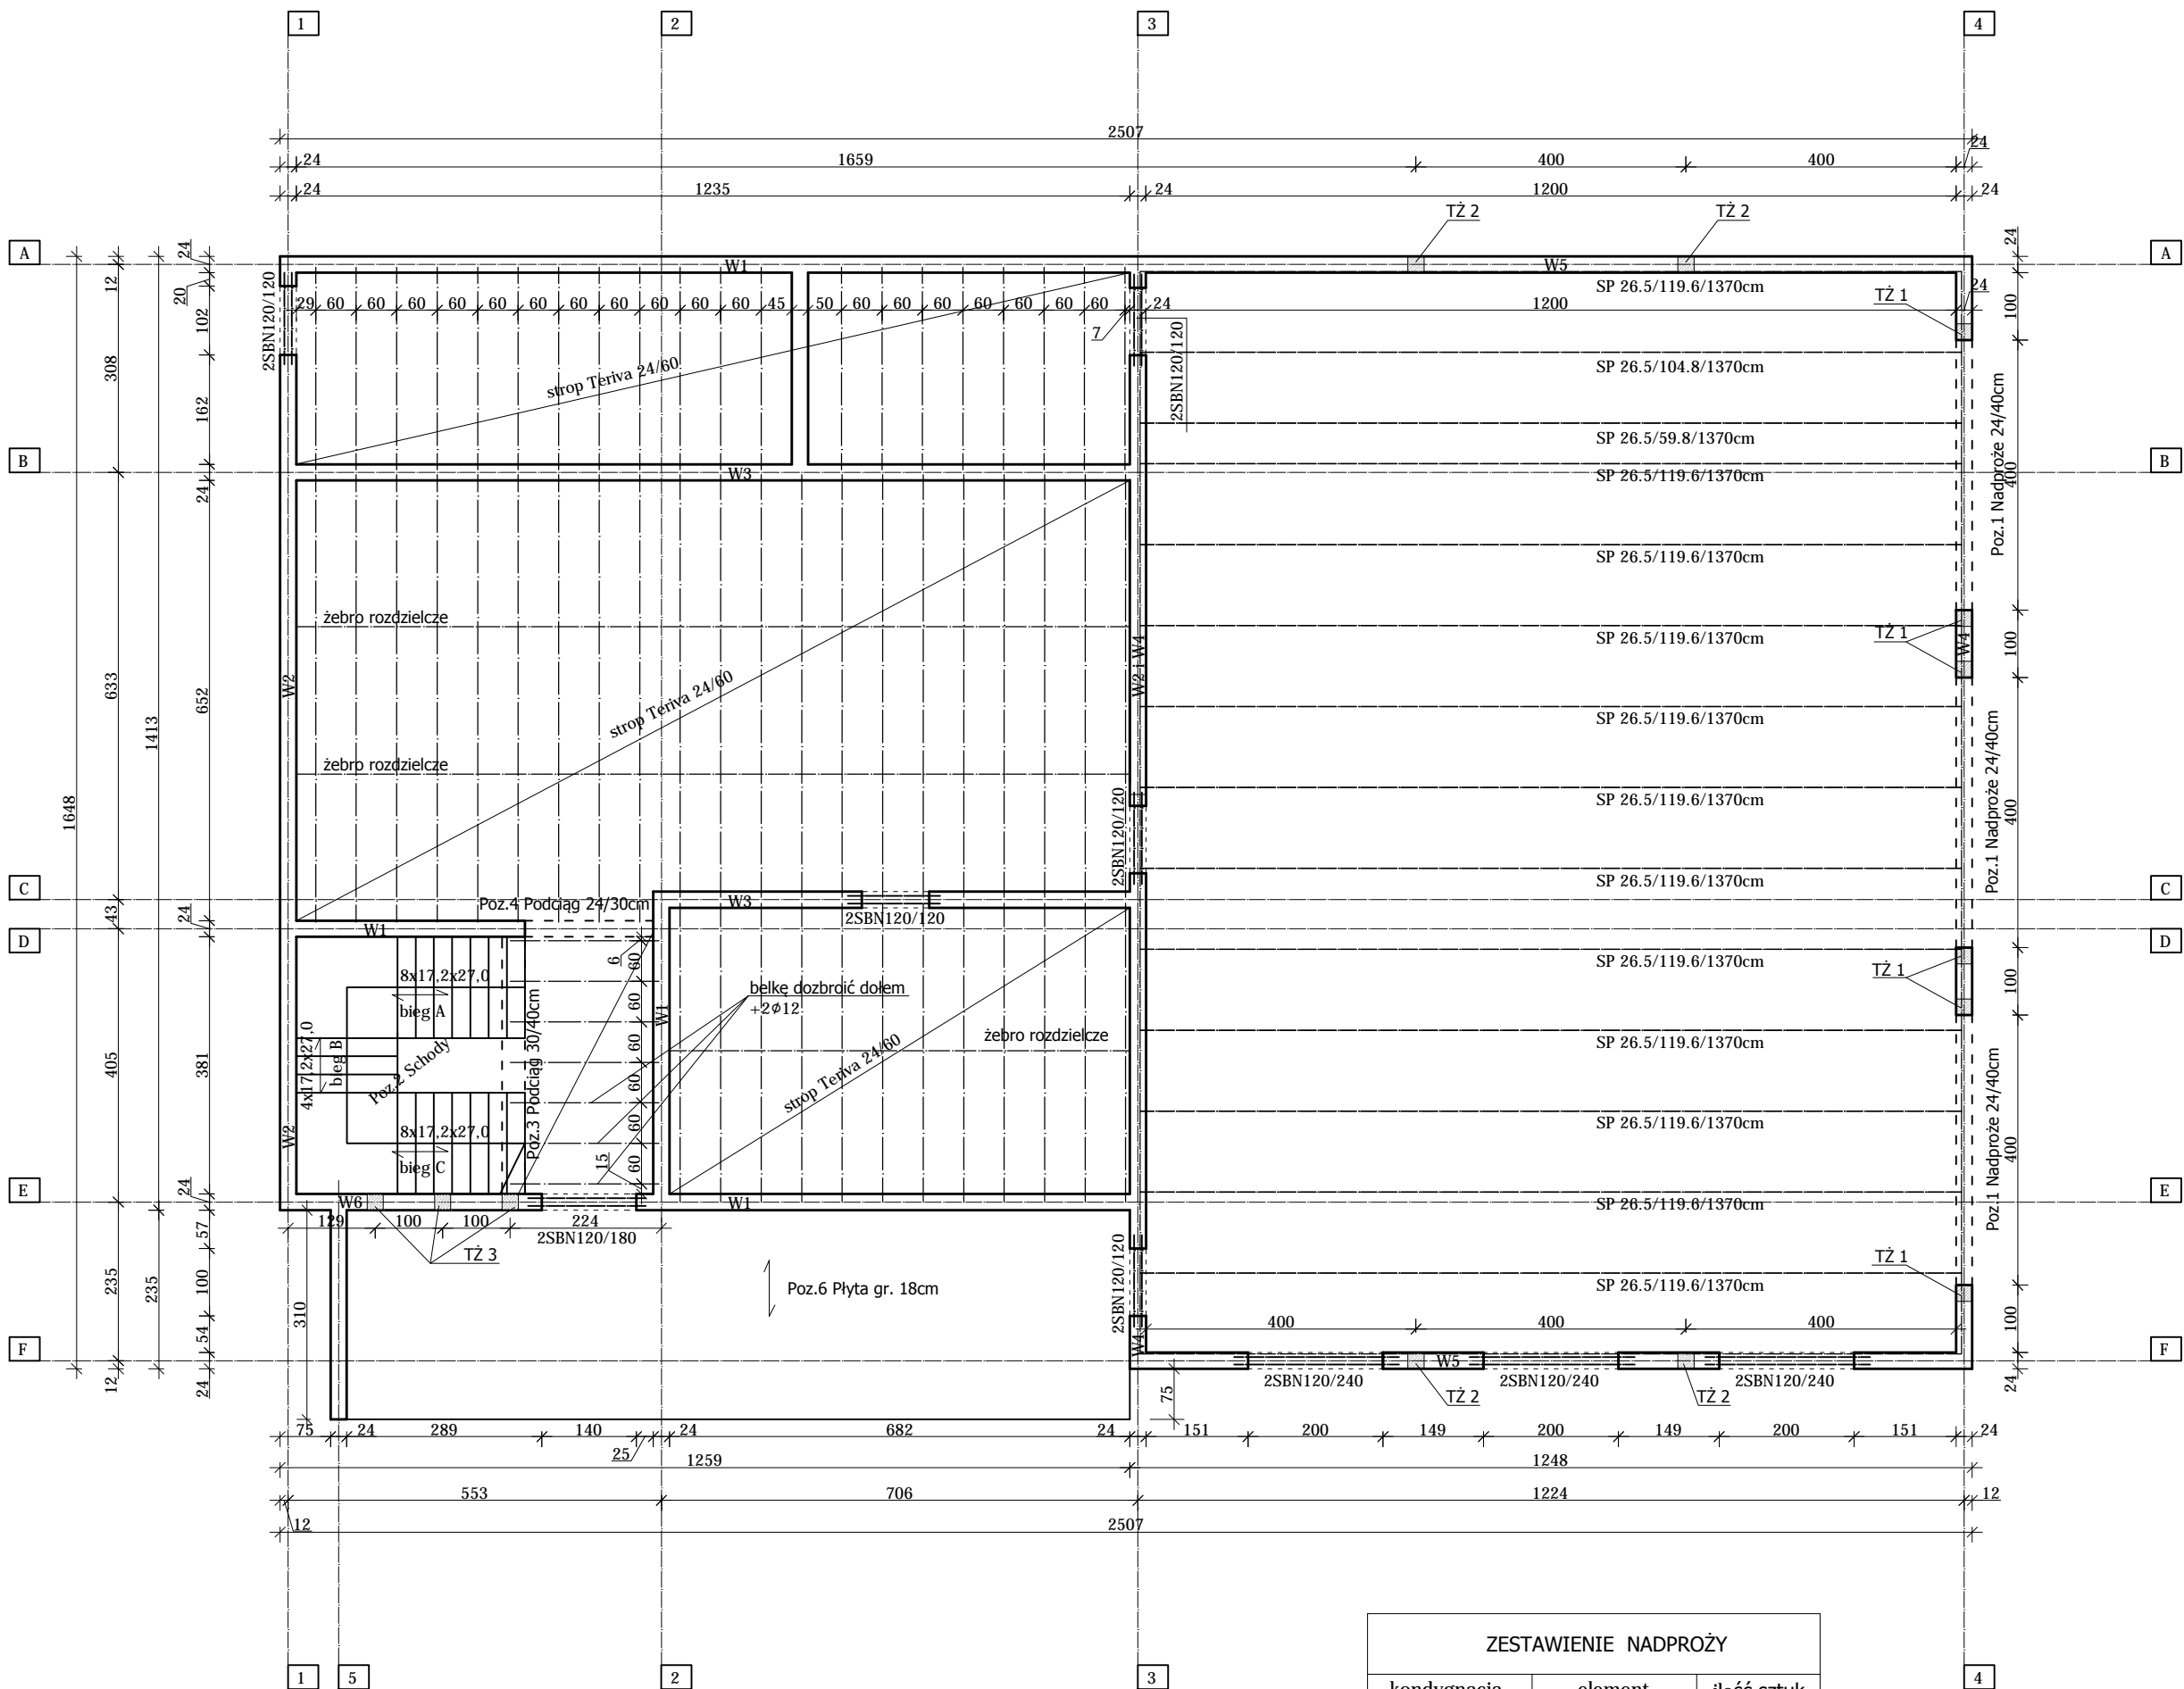 1 2 3 4
2507
24 1659 400 400 24
24 1235 24 1200 24
TŻ 2 TŻ 2
A A
W1 W5
SP 26.5/119.6/1370cm
24 12 20 102 308 162
2SBN120/120
29 60 60 60 60 60 60 60 60 60 60 60 45 50 60 60 60 60 60 60 60 24 1200 24
7
TŻ 1
24
100
2SBN120/120
strop Teriva 24/60
SP 26.5/104.8/1370cm
Poz.1 Nadproże 24/40cm
400
SP 26.5/59.8/1370cm
B B
W3
SP 26.5/119.6/1370cm
24
SP 26.5/119.6/1370cm
żebro rozdzielcze
SP 26.5/119.6/1370cm
TŻ 1
W4
100
W2
W2 i W4
633
652
1413
1648
strop Teriva 24/60
SP 26.5/119.6/1370cm
Poz.1 Nadproże 24/40cm
400
żebro rozdzielcze
SP 26.5/119.6/1370cm
2SBN120/120
SP 26.5/119.6/1370cm
C C
43
24
Poz.4 Podciąg 24/30cm
W3
2SBN120/120
D D
W1
6
60 60 60 60 60 60
SP 26.5/119.6/1370cm
TŻ 1
100
8x17,2x27,0
bieg A
belkę dozbroić dołem
+2ϕ12
W1
4x17,2x27,0
bieg B
Poz.2 Schody
Poz.3 Podciąg 30/40cm
żebro rozdzielcze
strop Teriva 24/60
SP 26.5/119.6/1370cm
405
381
Poz.1 Nadproże 24/40cm
400
SP 26.5/119.6/1370cm
8x17,2x27,0
bieg C
W2
15
E E
24
W6
W1
SP 26.5/119.6/1370cm
129 100 100 224
2SBN120/180
TŻ 3
57
100
54
24
235
12
235
310
Poz.6 Płyta gr. 18cm
2SBN120/120
SP 26.5/119.6/1370cm
TŻ 1
100
24
400 400 400
F F
W4
W5
2SBN120/240 2SBN120/240 2SBN120/240
TŻ 2 TŻ 2
75
75 24 289 140 24 682 24 151 200 149 200 149 200 151 24
25
1259 1248
553 706 1224 12
12
2507
ZESTAWIENIE NADPROŻY
1 5 2 3 4
kondygnacja element ilość sztuk